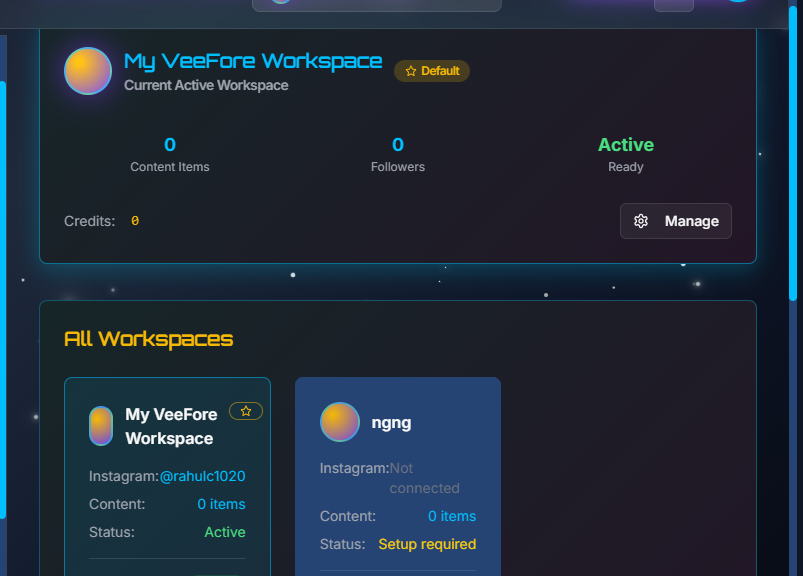 My VeeFore Workspace
Default
Current Active Workspace
0
0
Active
Content Items
Followers
Ready
Credits: 0
Manage
All Workspaces
My VeeFore
Workspace
Instagram:@rahulc1020
Content: 0 items
Status: Active
ngng
Instagram:Not
connected
Content: 0 items
Status: Setup required